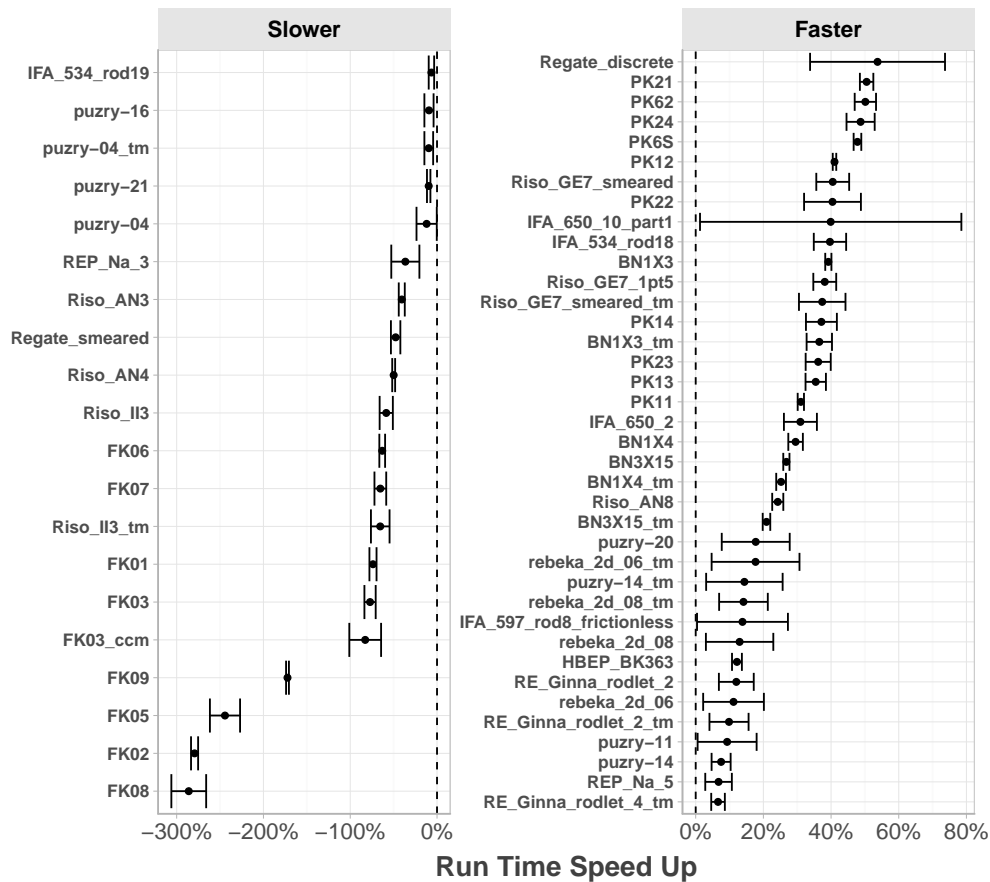 Slower
IFA_534_rod19
puzry−16
puzry−04_tm
puzry−21
puzry−04
REP_Na_3
Riso_AN3
Regate_smeared
Riso_AN4
Riso_II3
FK06
FK07
Riso_II3_tm
FK01
FK03
FK03_ccm
FK09
FK05
FK02
FK08
−300%
−200%
−100%
0%
Faster
Regate_discrete
PK21
PK62
PK24
PK6S
PK12
Riso_GE7_smeared
PK22
IFA_650_10_part1
IFA_534_rod18
BN1X3
Riso_GE7_1pt5
Riso_GE7_smeared_tm
PK14
BN1X3_tm
PK23
PK13
PK11
IFA_650_2
BN1X4
BN3X15
BN1X4_tm
Riso_AN8
BN3X15_tm
puzry−20
rebeka_2d_06_tm
puzry−14_tm
rebeka_2d_08_tm
IFA_597_rod8_frictionless
rebeka_2d_08
HBEP_BK363
RE_Ginna_rodlet_2
rebeka_2d_06
RE_Ginna_rodlet_2_tm
puzry−11
puzry−14
REP_Na_5
RE_Ginna_rodlet_4_tm
0%
20%
40%
60%
80%
Run Time Speed Up